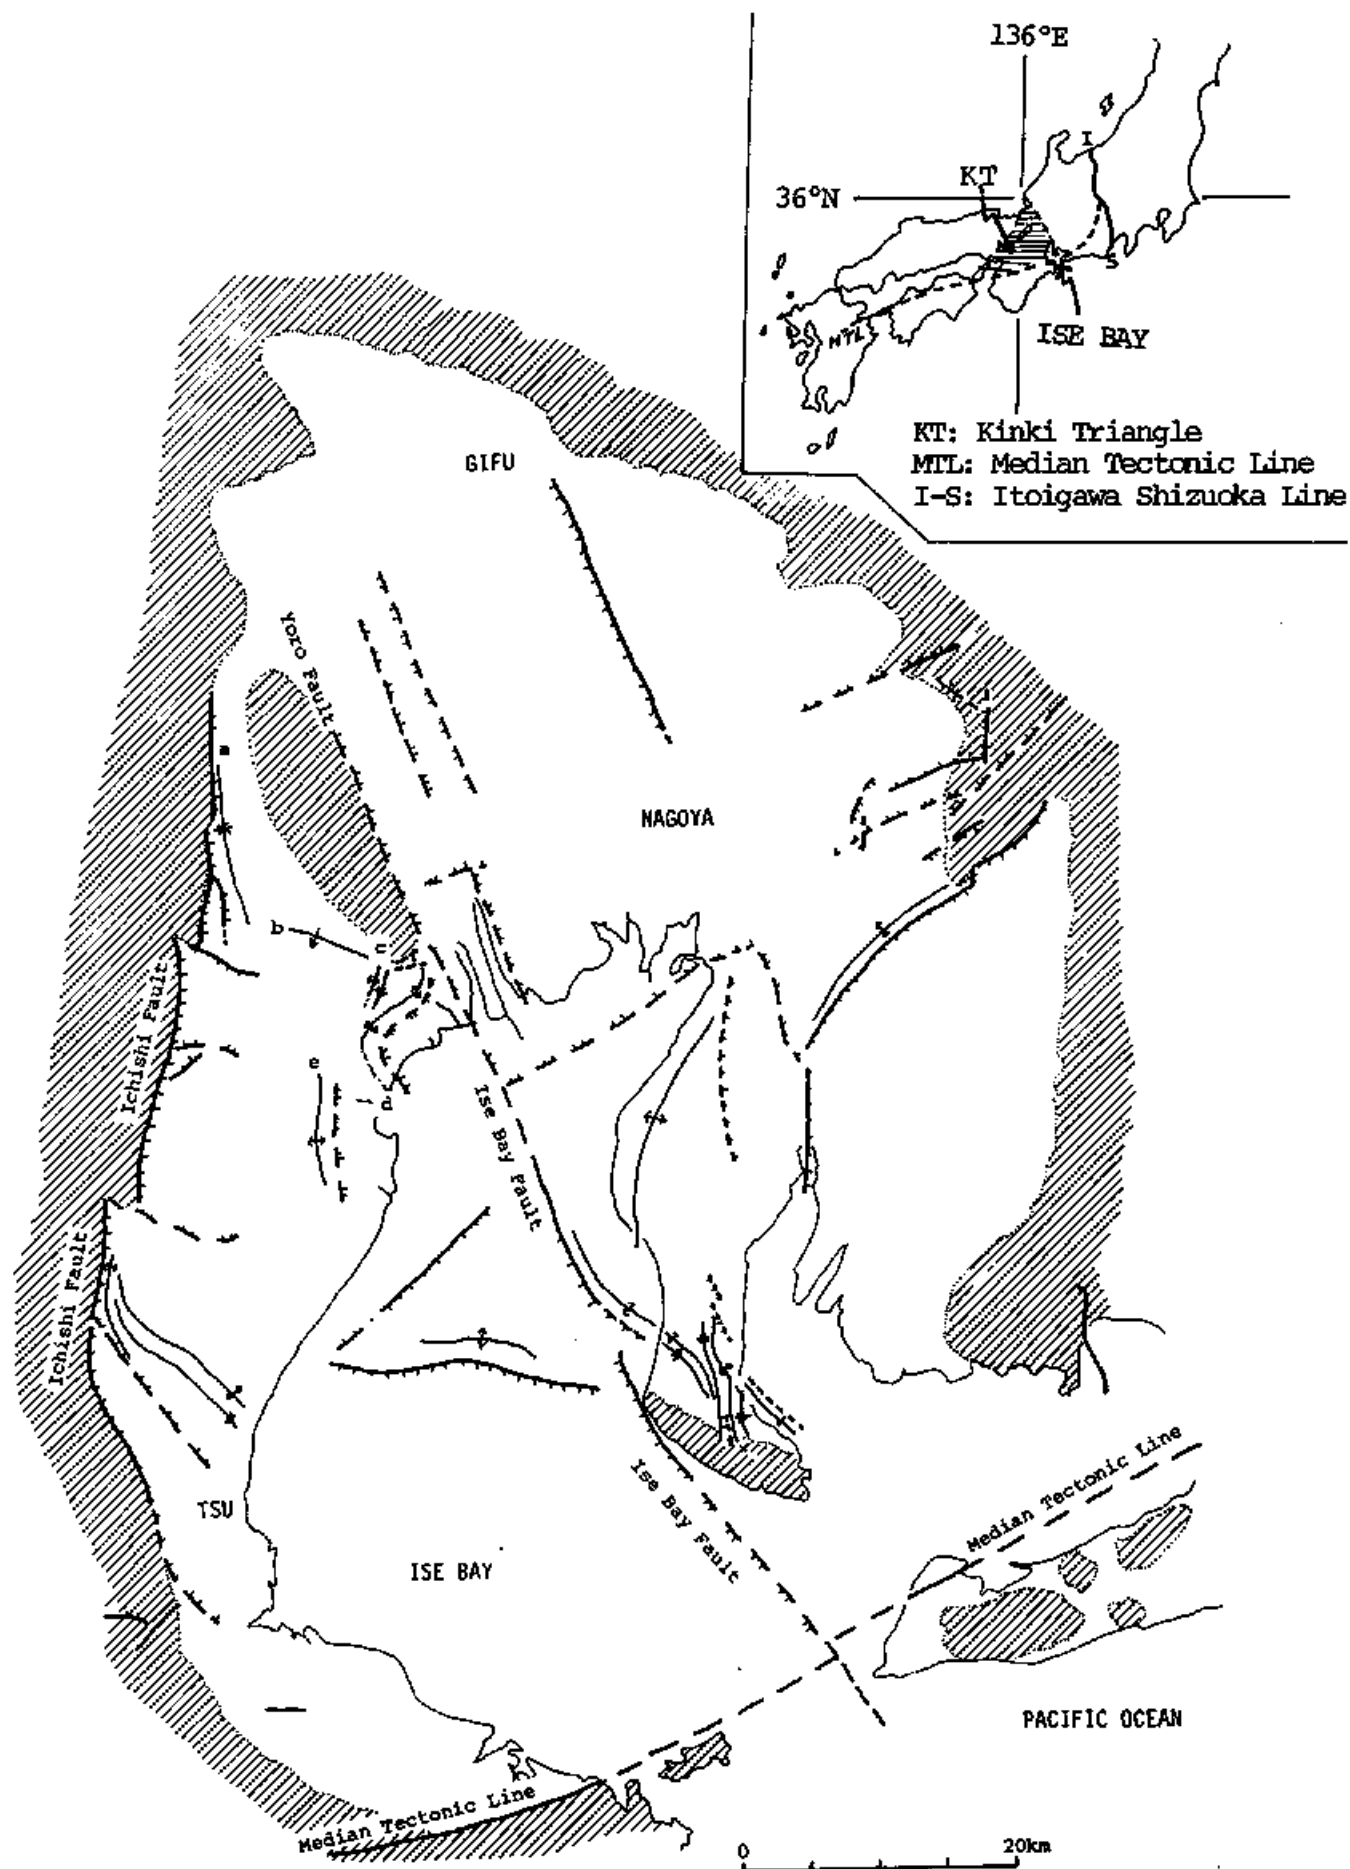 136°E
I
KT
36°N
S
MTL
ISE BAY
KT: Kinki Triangle
MTL: Median Tectonic Line
I-S: Itoigawa Shizuoka Line
GIFU
Yoro Fault
a
NAGOYA
b
c
Ichishi Fault
e
Ise Bay Fault
Ichishi Fault
Median Tectonic Line
Ise Bay Fault
TSU
ISE BAY
PACIFIC OCEAN
Median Tectonic Line
0 20km